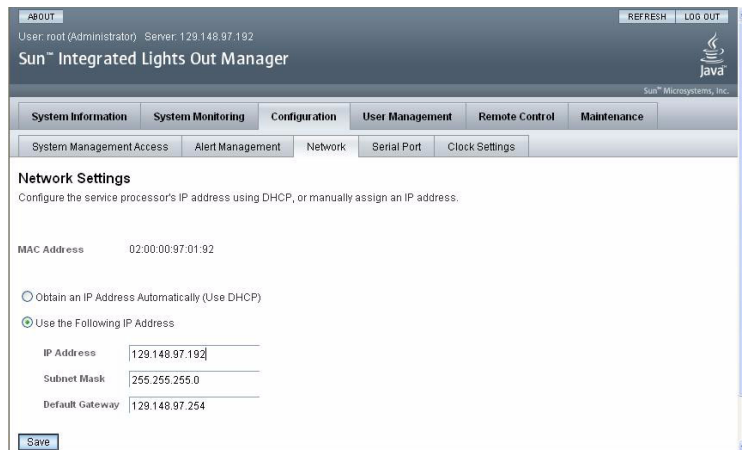 ABOUT REFRESH LOG OUT
User: root (Administrator) Server: 129.148.97.192
Sun™ Integrated Lights Out Manager
Java™
Sun™ Microsystems, Inc.
System Information System Monitoring Configuration User Management Remote Control Maintenance
System Management Access Alert Management Network Serial Port Clock Settings
Network Settings
Configure the service processor's IP address using DHCP, or manually assign an IP address.
MAC Address 02:00:00:97:01:92
Obtain an IP Address Automatically (Use DHCP)
Use the Following IP Address
IP Address 129.148.97.192
Subnet Mask 255.255.255.0
Default Gateway 129.148.97.254
Save